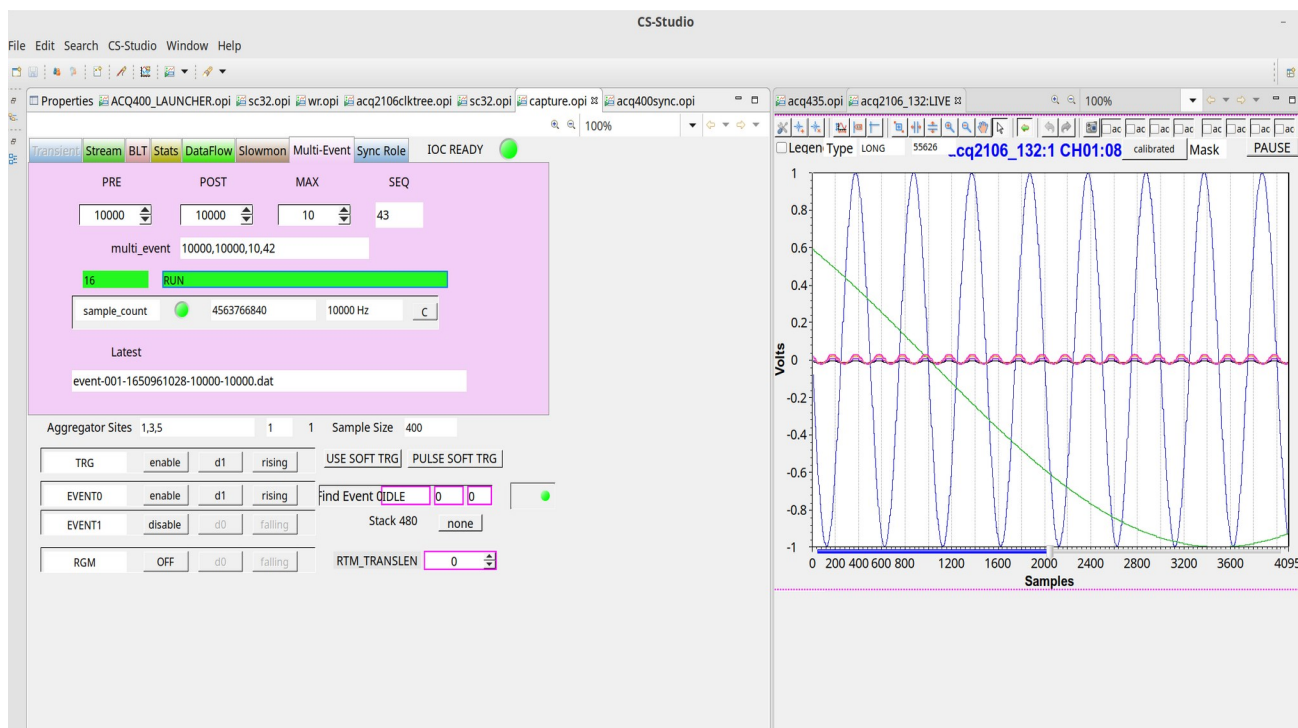 CS-Studio
File Edit Search CS-Studio Window Help
Properties ACQ400_LAUNCHER.opi sc32.opi wr.opi acq2106clktree.opi sc32.opi capture.opi acq400sync.opi
100%
Transient Stream BLT Stats DataFlow Slowmon Multi-Event Sync Role IOC READY
PRE POST MAX SEQ
10000 10000 10 43
multi_event 10000,10000,10,42
16 RUN
sample_count 4563766840 10000 Hz C
Latest
event-001-1650961028-10000-10000.dat
Aggregator Sites 1,3,5 1 1 Sample Size 400
TRG enable d1 rising USE SOFT TRG PULSE SOFT TRG
EVENT0 enable d1 rising Find Event 0 IDLE 0 0
EVENT1 disable d0 falling Stack 480 none
RGM OFF d0 falling RTM_TRANSLEN 0
acq435.opi acq2106_132:LIVE 100%
ac ac ac ac ac ac ac ac
Legen Type LONG 55626 acq2106_132:1 CH01:08 calibrated Mask PAUSE
1
0.8
0.6
0.4
0.2
0
-0.2
-0.4
-0.6
-0.8
-1
Volts
0 200 400 600 800 1200 1600 2000 2400 2800 3200 3600 4095
Samples